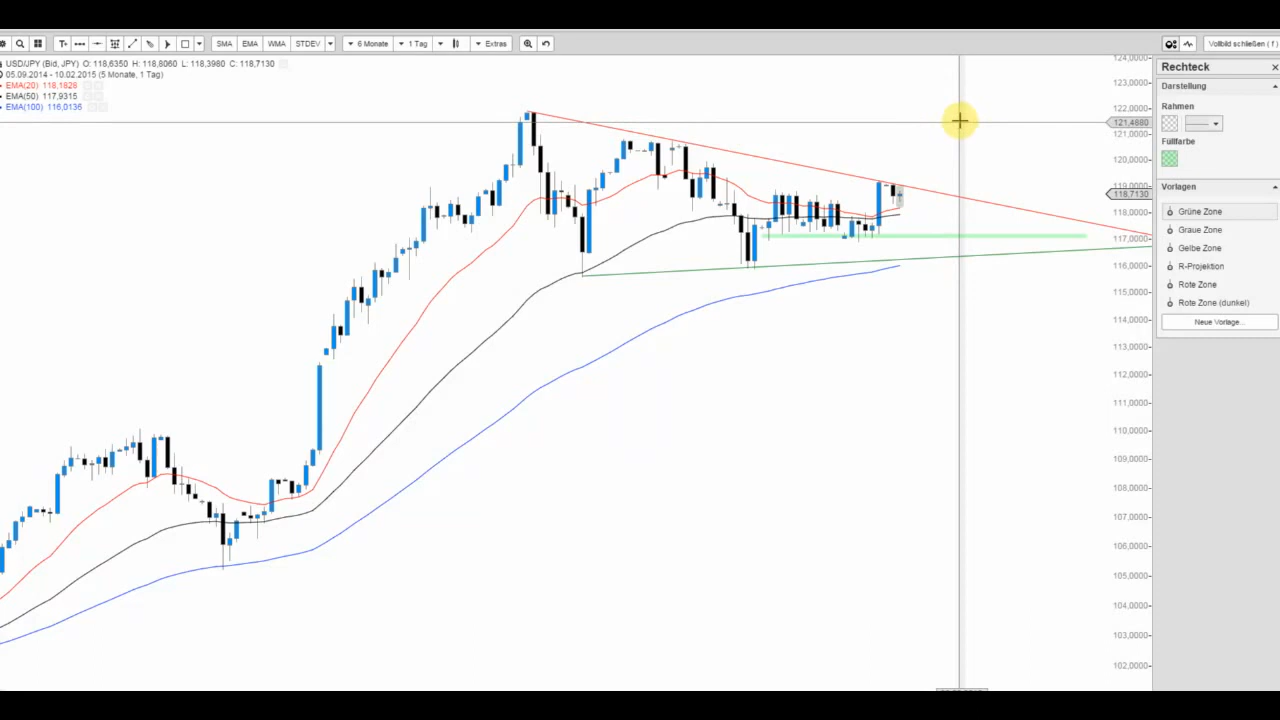 T+
SMA EMA WMA STDEV
6 Monate
1 Tag
Extras
Vollbild schließen ( f )
USD/JPY (Bid, JPY) O: 118,6350 H: 118,8060 L: 118,3980 C: 118,7130
05.09.2014 - 10.02.2015 (5 Monate, 1 Tag)
EMA(20) 118,1828
EMA(50) 117,9315
EMA(100) 116,0136
124,0000
123,0000
122,0000
121,4880
121,0000
120,0000
119,0000
118,7130
118,0000
117,0000
116,0000
115,0000
114,0000
113,0000
112,0000
111,0000
110,0000
109,0000
108,0000
107,0000
106,0000
105,0000
104,0000
103,0000
102,0000
Rechteck
Darstellung
Rahmen
Füllfarbe
Vorlagen
Grüne Zone
Graue Zone
Gelbe Zone
R-Projektion
Rote Zone
Rote Zone (dunkel)
Neue Vorlage...